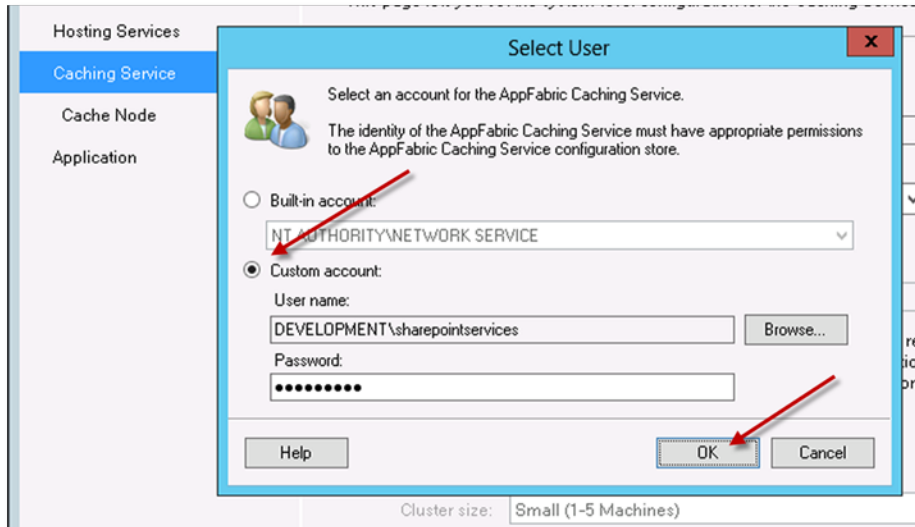 Hosting Services
Caching Service
Cache Node
Application
Select User
x
Select an account for the AppFabric Caching Service.
The identity of the AppFabric Caching Service must have appropriate permissions
to the AppFabric Caching Service configuration store.
Built-in account:
NT AUTHORITY\NETWORK SERVICE
Custom account:
User name:
DEVELOPMENT\sharepointservices
Browse...
Password:
●●●●●●●●●
Help
OK
Cancel
Cluster size:
Small (1-5 Machines)